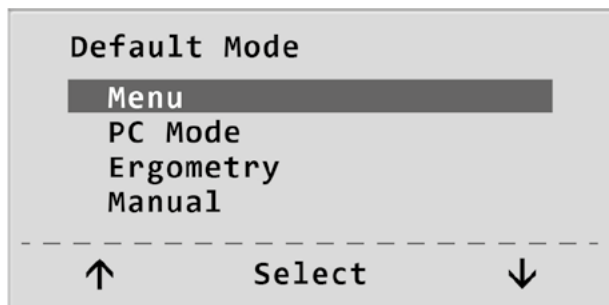 Default Mode
Menu
PC Mode
Ergometry
Manual
↑ Select ↓